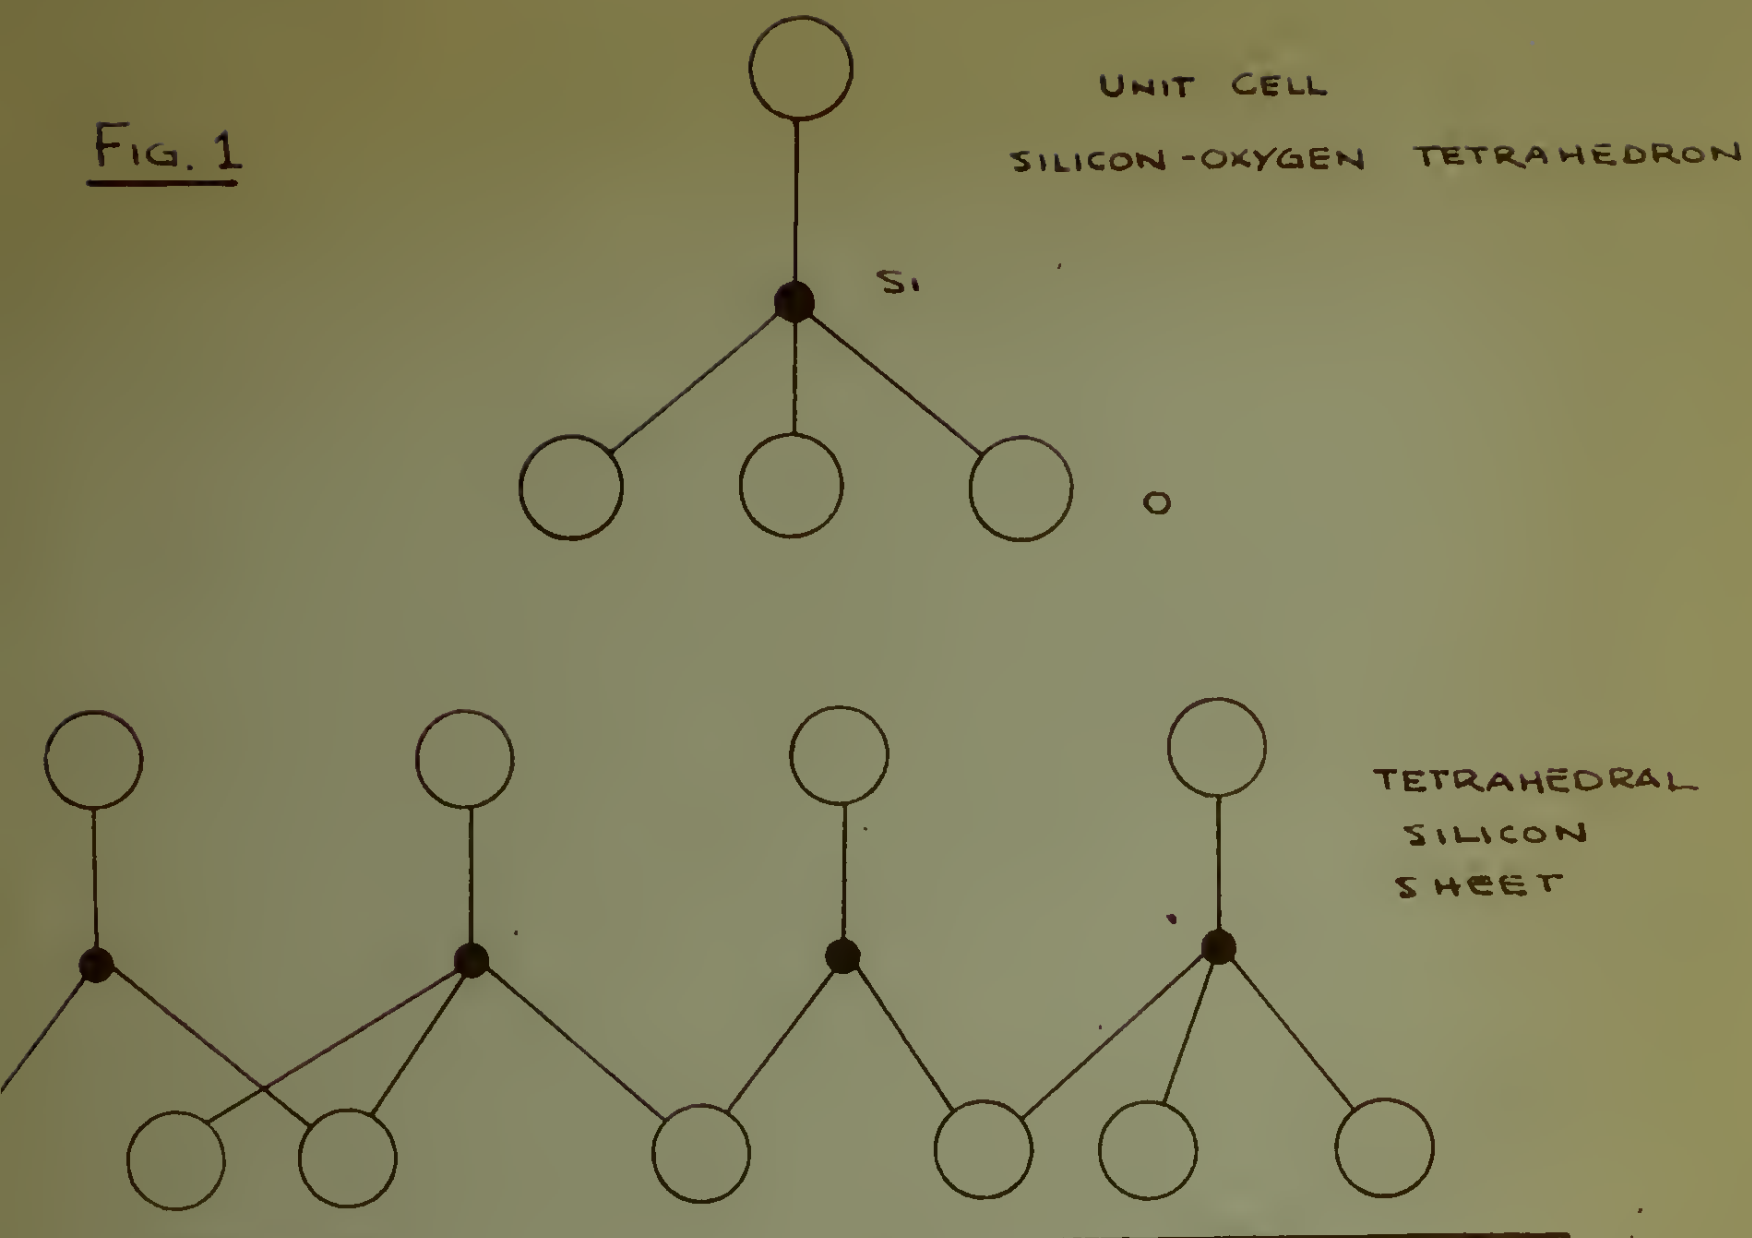 FIG. 1
UNIT CELL
SILICON-OXYGEN TETRAHEDRON
Si
O
TETRAHEDRAL
SILICON
SHEET